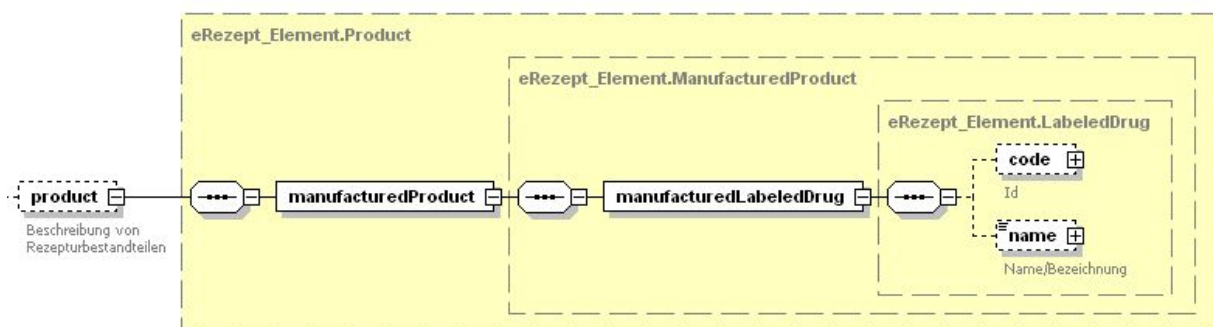 eRezept_Element.Product
eRezept_Element.ManufacturedProduct
eRezept_Element.LabeledDrug
code
Id
product
manufacturedProduct
manufacturedLabeledDrug
Beschreibung von
Rezepturbestandteilen
name
Name/Bezeichnung